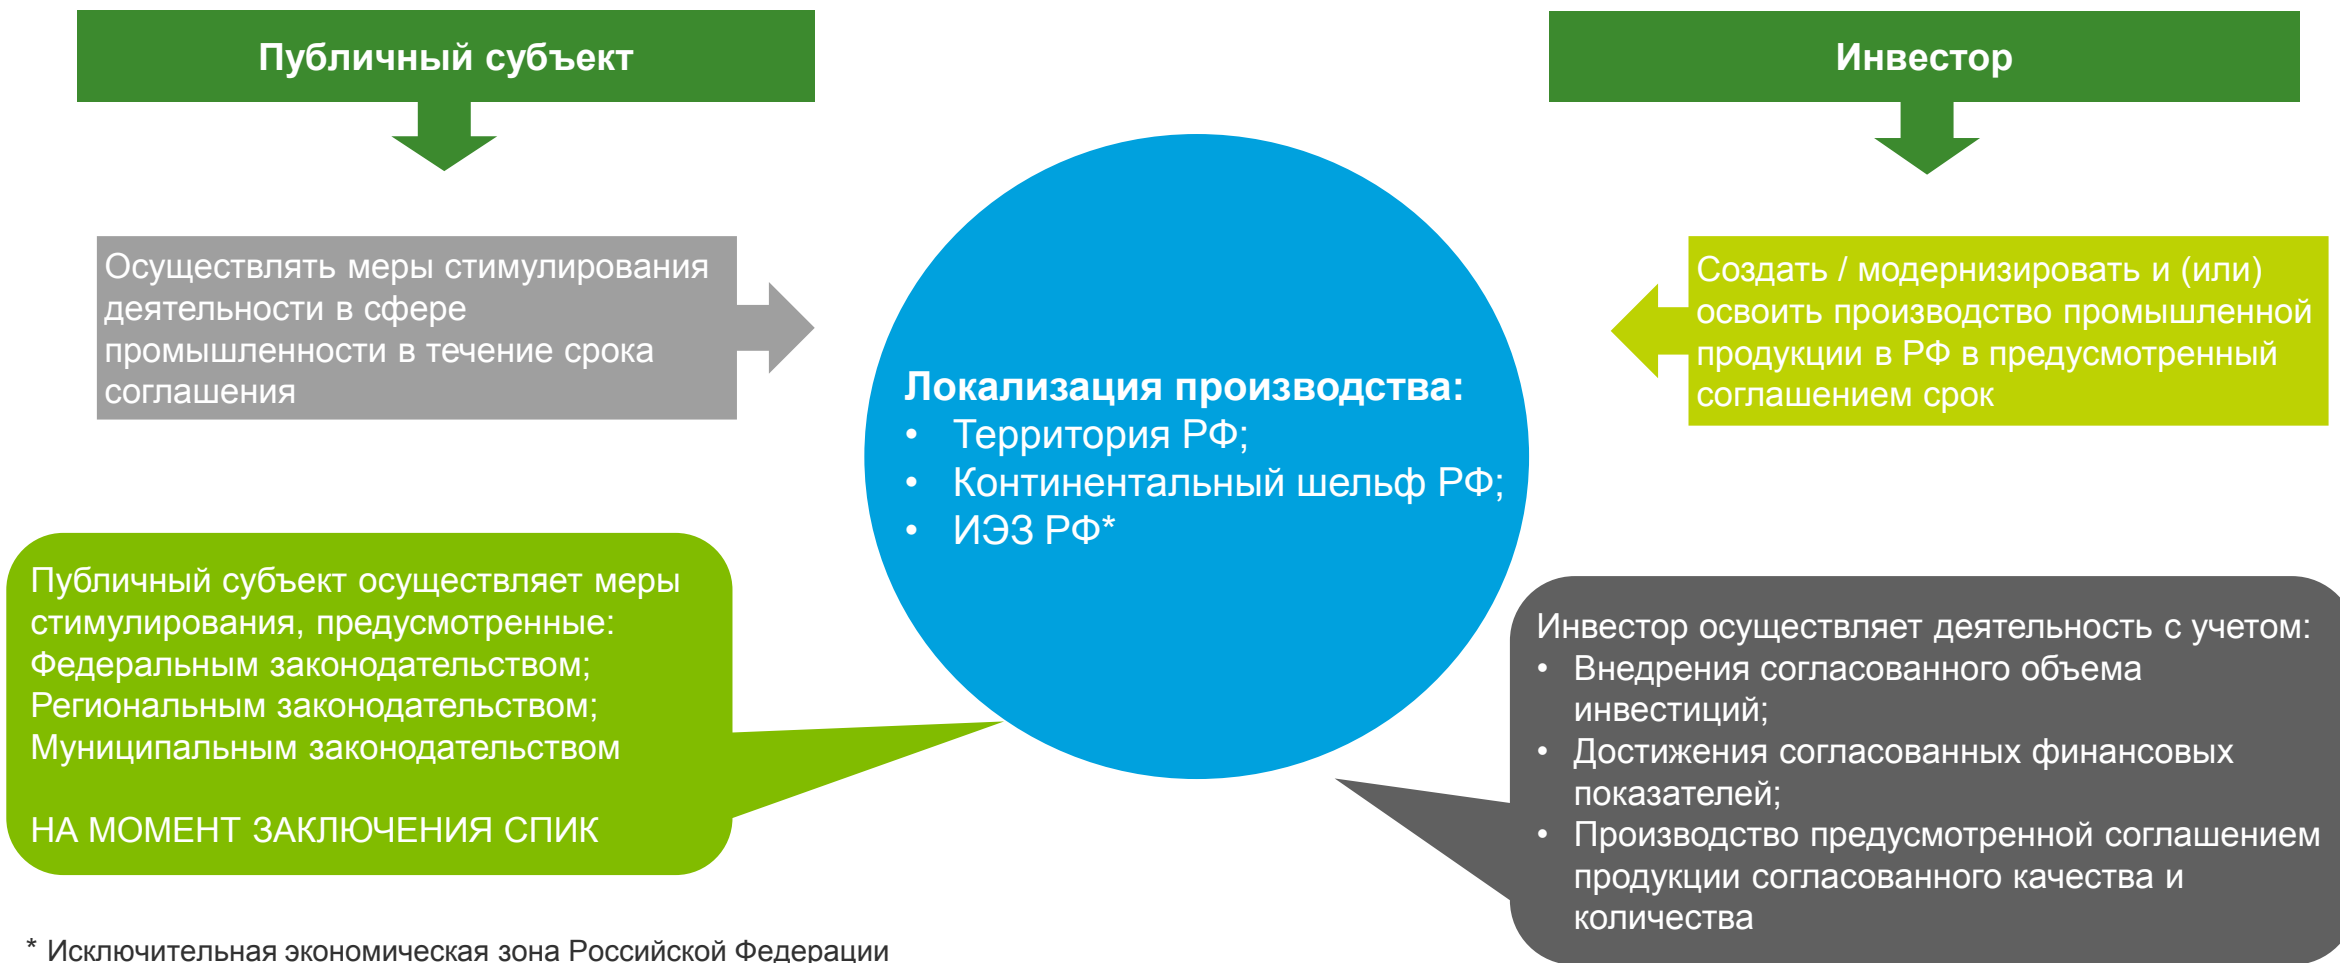 Публичный субъект
Инвестор
Осуществлять меры стимулирования
деятельности в сфере
промышленности в течение срока
соглашения
Создать / модернизировать и (или)
освоить производство промышленной
продукции в РФ в предусмотренный
соглашением срок
Локализация производства:
• Территория РФ;
• Континентальный шельф РФ;
• ИЭЗ РФ*
Публичный субъект осуществляет меры
стимулирования, предусмотренные:
Федеральным законодательством;
Региональным законодательством;
Муниципальным законодательством
НА МОМЕНТ ЗАКЛЮЧЕНИЯ СПИК
Инвестор осуществляет деятельность с учетом:
• Внедрения согласованного объема
инвестиций;
• Достижения согласованных финансовых
показателей;
• Производство предусмотренной соглашением
продукции согласованного качества и
количества
* Исключительная экономическая зона Российской Федерации